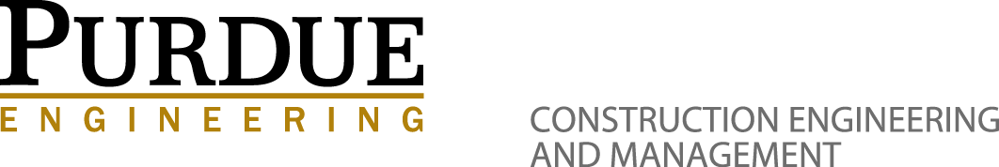 PURDUE
ENGINEERING
CONSTRUCTION ENGINEERING
AND MANAGEMENT